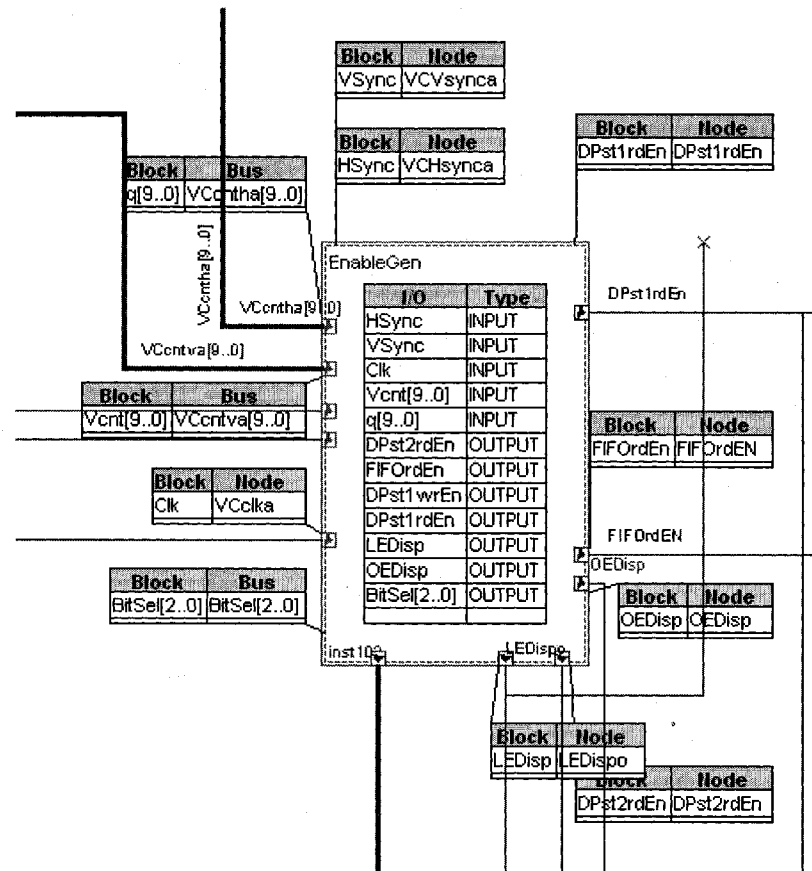 Block Node
VSync VCVsynca
Block Node
HSync VCHsynca
Block Node
DPst1rdEn DPst1rdEn
Block Bus
q[9..0] VCcntha[9..0]
VCcntha[9..0]
EnableGen
VCcntha[9..0]
DPst1rdEn
I/O Type
HSync INPUT
VSync INPUT
Clk INPUT
Vcnt[9..0] INPUT
q[9..0] INPUT
DPst2rdEn OUTPUT
FIFOrdEn OUTPUT
DPst1wrEn OUTPUT
DPst1rdEn OUTPUT
LEDisp OUTPUT
OEDisp OUTPUT
BitSel[2..0] OUTPUT
VCcntva[9..0]
Block Bus
Vcnt[9..0] VCcntva[9..0]
Block Node
FIFOrdEn FIFOrdEN
Block Node
Clk VCclka
FIFOrdEN
OEDisp
Block Bus
BitSel[2..0] BitSel[2..0]
Block Node
OEDisp OEDisp
LEDispo
Block Node
LEDisp LEDispo
Block Node
DPst2rdEn DPst2rdEn